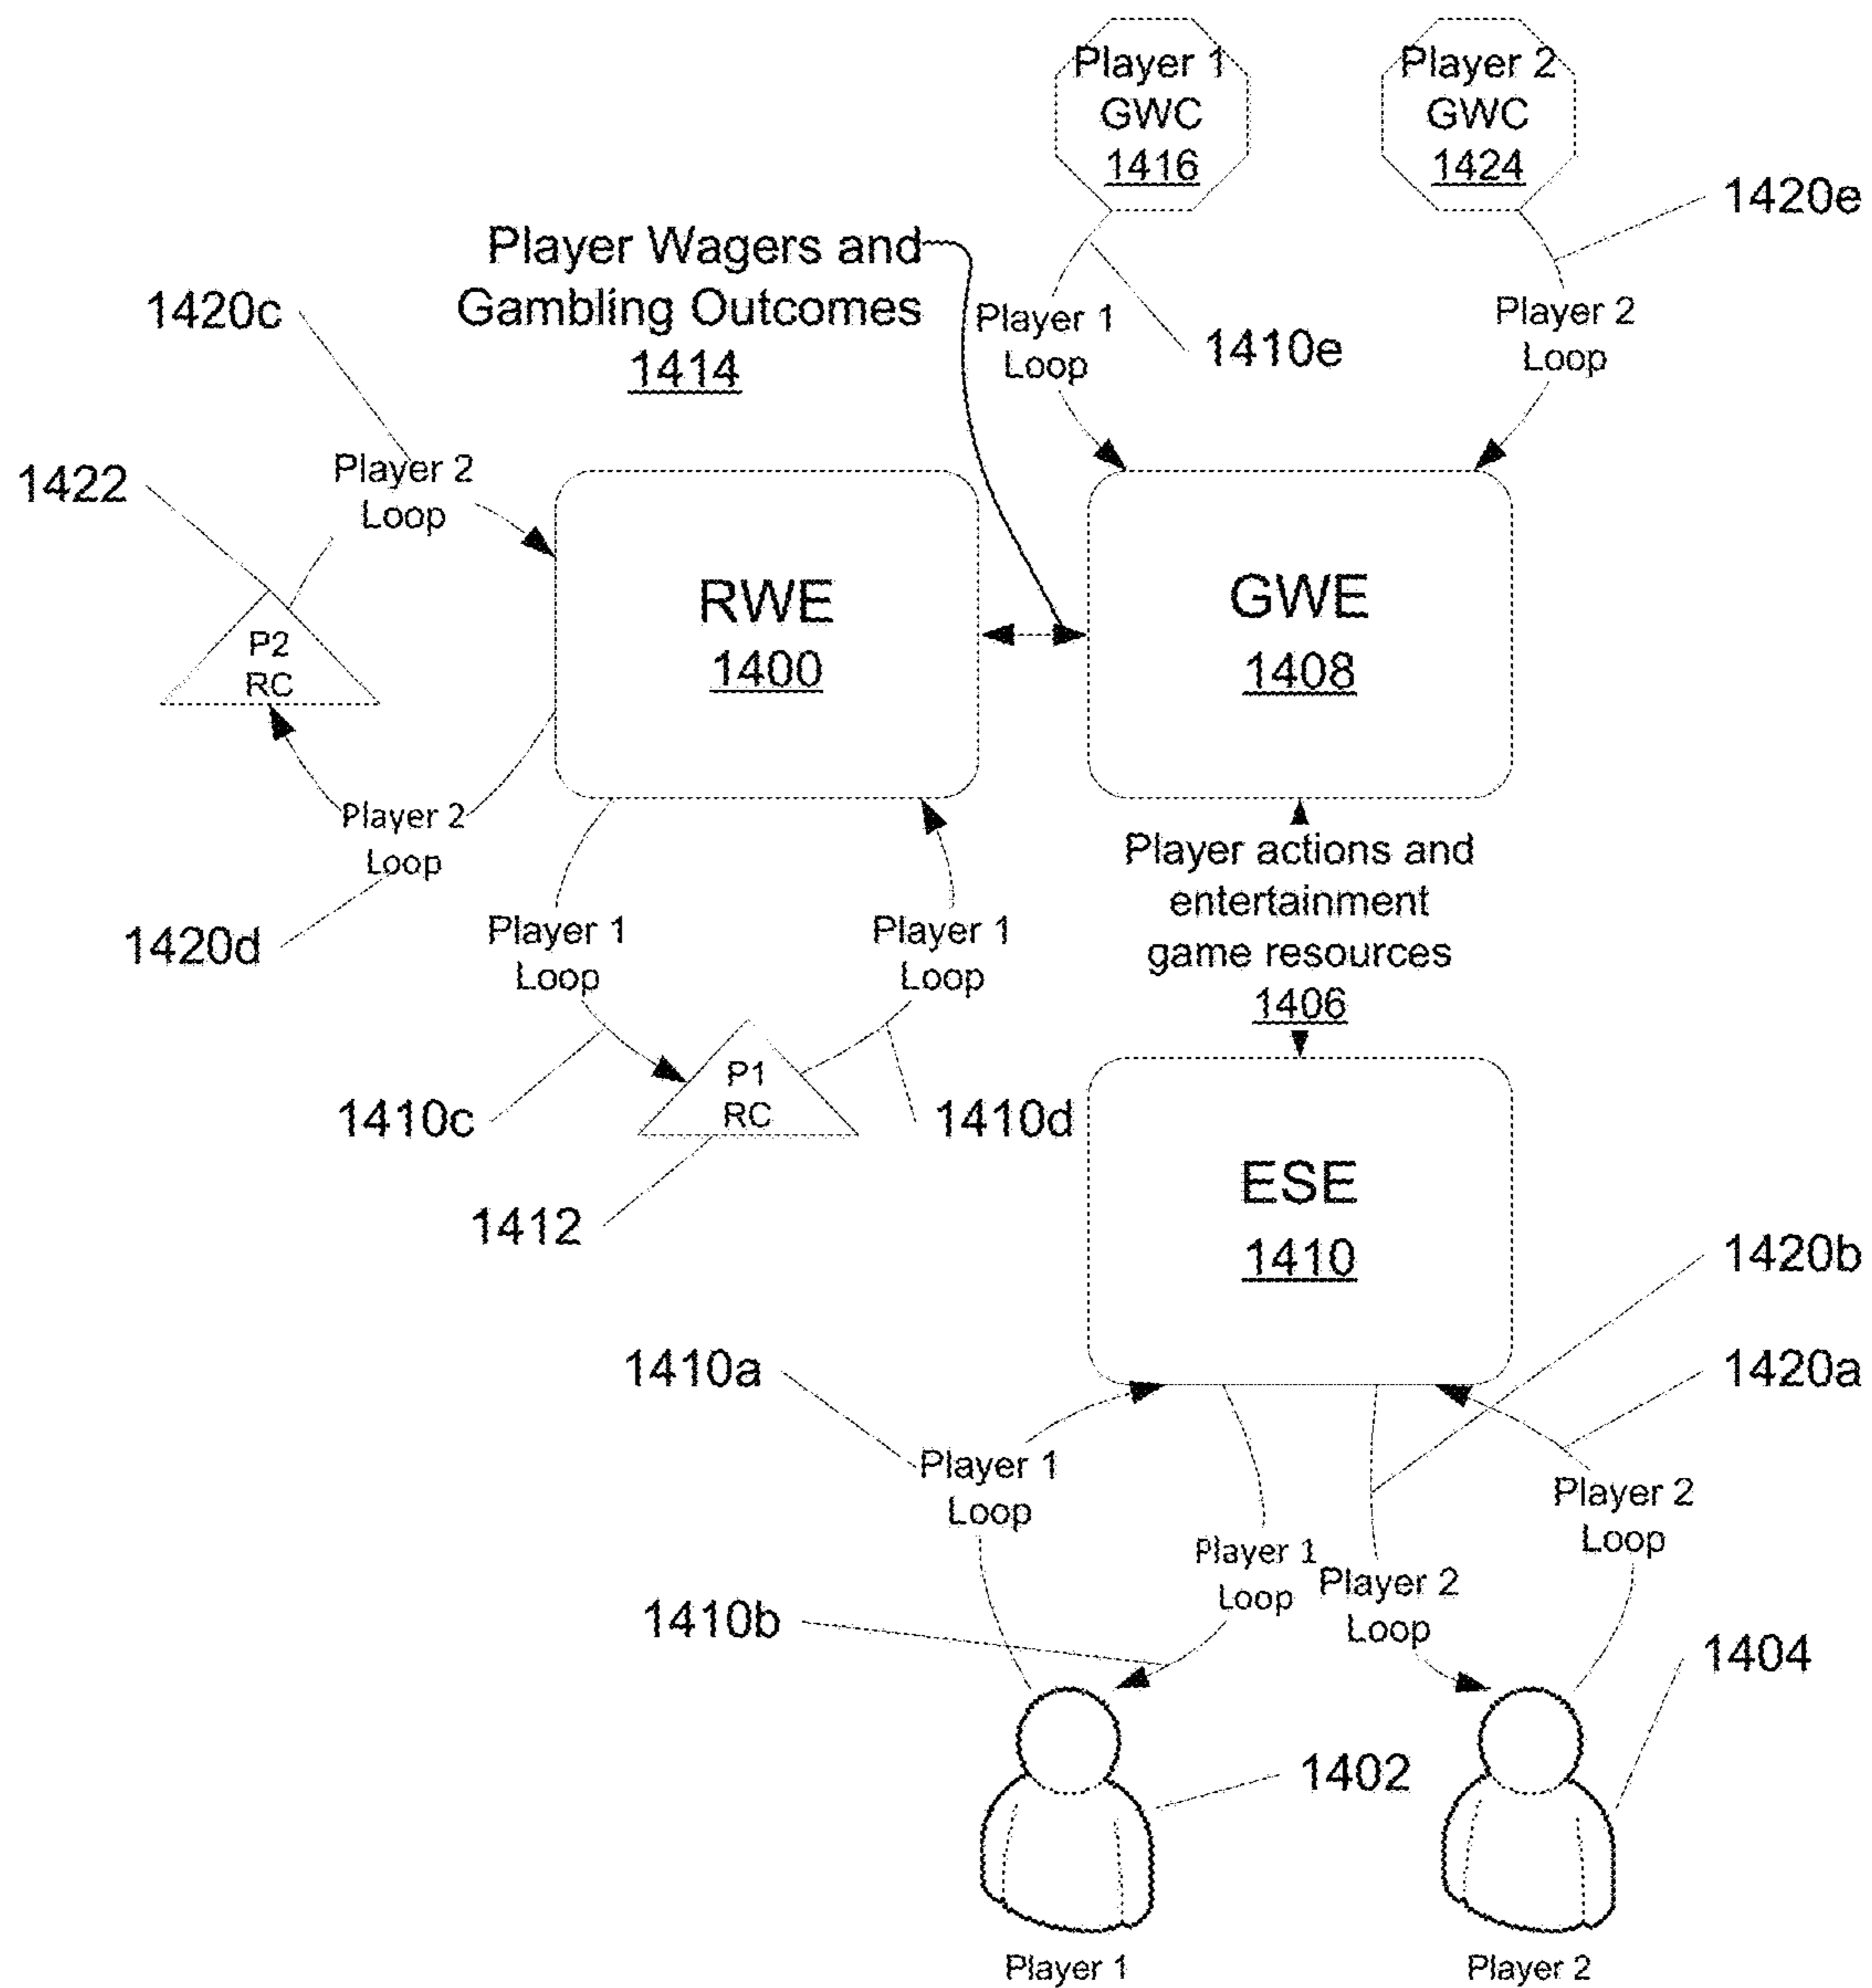 Player 1
GWC
1416
Player 2
GWC
1424
1420e
Player Wagers and
Gambling Outcomes
1414
1420c
Player 1
Loop
1410e
Player 2
Loop
1422
Player 2
Loop
RWE
1400
GWE
1408
P2
RC
Player 2
Loop
1420d
Player 1
Loop
Player 1
Loop
Player actions and
entertainment
game resources
1406
P1
RC
1410c
1410d
1412
ESE
1410
1420b
1420a
1410a
Player 1
Loop
Player 2
Loop
Player 1
Loop
Player 2
Loop
1410b
1404
1402
Player 1
Player 2